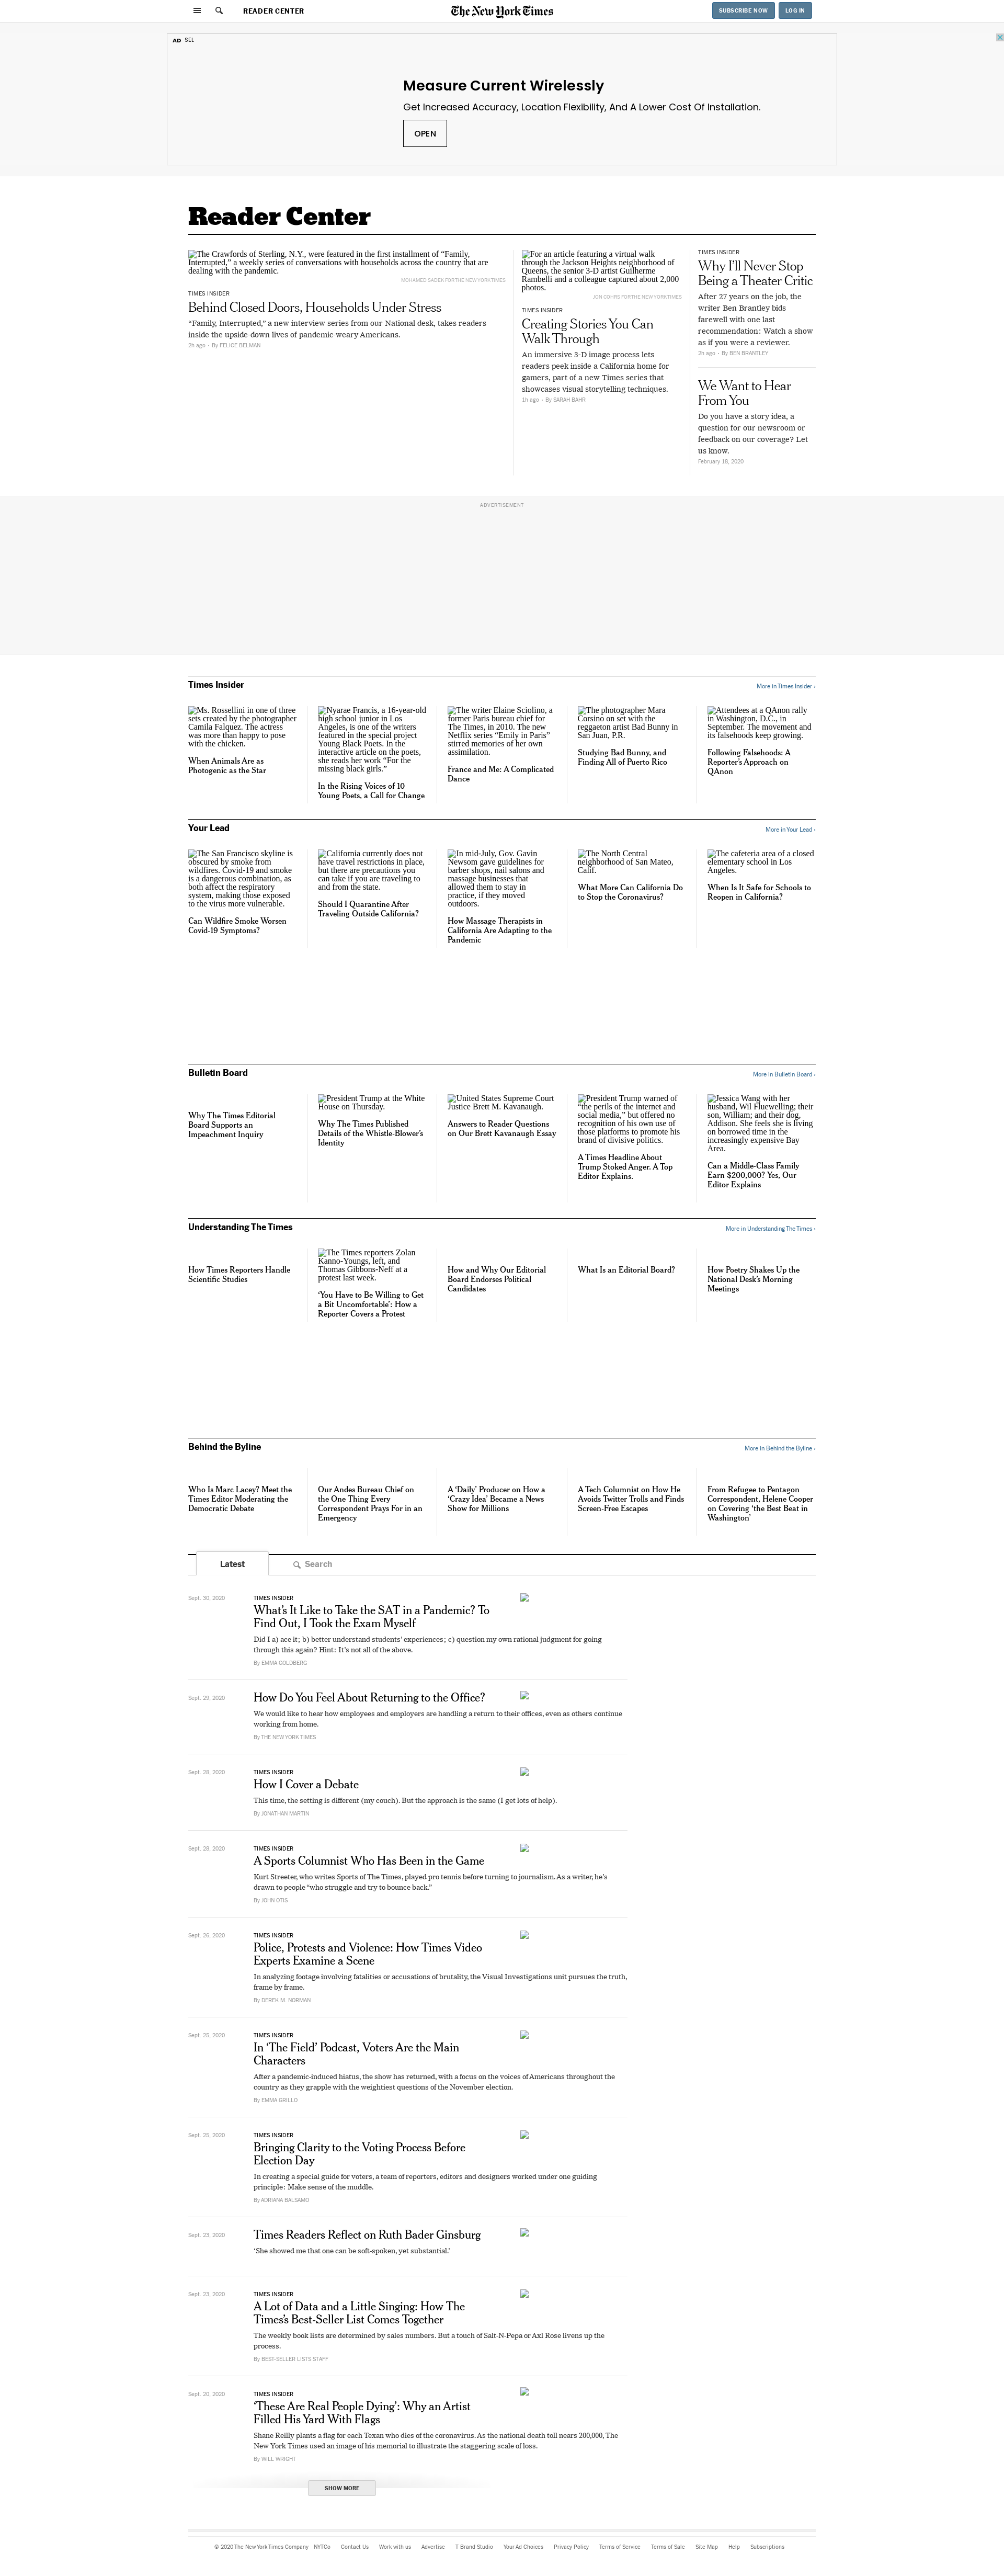 READER CENTER
The New York Times
SUBSCRIBE NOW
LOG IN
AD SEL
Measure Current Wirelessly
Get Increased Accuracy, Location Flexibility, And A Lower Cost Of Installation.
OPEN
Reader Center
The Crawfords of Sterling, N.Y., were featured in the first installment of “Family,
Interrupted,” a weekly series of conversations with households across the country that are
dealing with the pandemic.
MOHAMED SADEK FOR THE NEW YORK TIMES
TIMES INSIDER
Behind Closed Doors, Households Under Stress
“Family, Interrupted,” a new interview series from our National desk, takes readers
inside the upside-down lives of pandemic-weary Americans.
2h ago - By FELICE BELMAN
For an article featuring a virtual walk
through the Jackson Heights neighborhood of
Queens, the senior 3-D artist Guilherme
Rambelli and a colleague captured about 2,000
photos.
JON COHRS FOR THE NEW YORK TIMES
TIMES INSIDER
Creating Stories You Can
Walk Through
An immersive 3-D image process lets
readers peek inside a California home for
gamers, part of a new Times series that
showcases visual storytelling techniques.
1h ago - By SARAH BAHR
TIMES INSIDER
Why I’ll Never Stop
Being a Theater Critic
After 27 years on the job, the
writer Ben Brantley bids
farewell with one last
recommendation: Watch a show
as if you were a reviewer.
2h ago - By BEN BRANTLEY
We Want to Hear
From You
Do you have a story idea, a
question for our newsroom or
feedback on our coverage? Let
us know.
February 18, 2020
ADVERTISEMENT
Times Insider
More in Times Insider ›
Ms. Rossellini in one of three
sets created by the photographer
Camila Falquez. The actress
was more than happy to pose
with the chicken.
When Animals Are as
Photogenic as the Star
Nyarae Francis, a 16-year-old
high school junior in Los
Angeles, is one of the writers
featured in the special project
Young Black Poets. In the
interactive article on the poets,
she reads her work “For the
missing black girls.”
In the Rising Voices of 10
Young Poets, a Call for Change
The writer Elaine Sciolino, a
former Paris bureau chief for
The Times, in 2010. The new
Netflix series “Emily in Paris”
stirred memories of her own
assimilation.
France and Me: A Complicated
Dance
The photographer Mara
Corsino on set with the
reggaeton artist Bad Bunny in
San Juan, P.R.
Studying Bad Bunny, and
Finding All of Puerto Rico
Attendees at a QAnon rally
in Washington, D.C., in
September. The movement and
its falsehoods keep growing.
Following Falsehoods: A
Reporter’s Approach on
QAnon
Your Lead
More in Your Lead ›
The San Francisco skyline is
obscured by smoke from
wildfires. Covid-19 and smoke
is a dangerous combination, as
both affect the respiratory
system, making those exposed
to the virus more vulnerable.
Can Wildfire Smoke Worsen
Covid-19 Symptoms?
California currently does not
have travel restrictions in place,
but there are precautions you
can take if you are traveling to
and from the state.
Should I Quarantine After
Traveling Outside California?
In mid-July, Gov. Gavin
Newsom gave guidelines for
barber shops, nail salons and
massage businesses that
allowed them to stay in
practice, if they moved
outdoors.
How Massage Therapists in
California Are Adapting to the
Pandemic
The North Central
neighborhood of San Mateo,
Calif.
What More Can California Do
to Stop the Coronavirus?
The cafeteria area of a closed
elementary school in Los
Angeles.
When Is It Safe for Schools to
Reopen in California?
Bulletin Board
More in Bulletin Board ›
Why The Times Editorial
Board Supports an
Impeachment Inquiry
President Trump at the White
House on Thursday.
Why The Times Published
Details of the Whistle-Blower’s
Identity
United States Supreme Court
Justice Brett M. Kavanaugh.
Answers to Reader Questions
on Our Brett Kavanaugh Essay
President Trump warned of
“the perils of the internet and
social media,” but offered no
recognition of his own use of
those platforms to promote his
brand of divisive politics.
A Times Headline About
Trump Stoked Anger. A Top
Editor Explains.
Jessica Wang with her
husband, Wil Fluewelling; their
son, William; and their dog,
Addison. She feels she is living
on borrowed time in the
increasingly expensive Bay
Area.
Can a Middle-Class Family
Earn $200,000? Yes, Our
Editor Explains
Understanding The Times
More in Understanding The Times ›
How Times Reporters Handle
Scientific Studies
The Times reporters Zolan
Kanno-Youngs, left, and
Thomas Gibbons-Neff at a
protest last week.
‘You Have to Be Willing to Get
a Bit Uncomfortable’: How a
Reporter Covers a Protest
How and Why Our Editorial
Board Endorses Political
Candidates
What Is an Editorial Board?
How Poetry Shakes Up the
National Desk’s Morning
Meetings
Behind the Byline
More in Behind the Byline ›
Who Is Marc Lacey? Meet the
Times Editor Moderating the
Democratic Debate
Our Andes Bureau Chief on
the One Thing Every
Correspondent Prays For in an
Emergency
A ‘Daily’ Producer on How a
‘Crazy Idea’ Became a News
Show for Millions
A Tech Columnist on How He
Avoids Twitter Trolls and Finds
Screen-Free Escapes
From Refugee to Pentagon
Correspondent, Helene Cooper
on Covering ‘the Best Beat in
Washington’
Latest
Search
Sept. 30, 2020
TIMES INSIDER
What’s It Like to Take the SAT in a Pandemic? To
Find Out, I Took the Exam Myself
Did I a) ace it; b) better understand students’ experiences; c) question my own rational judgment for going
through this again? Hint: It’s not all of the above.
By EMMA GOLDBERG
Sept. 29, 2020
How Do You Feel About Returning to the Office?
We would like to hear how employees and employers are handling a return to their offices, even as others continue
working from home.
By THE NEW YORK TIMES
Sept. 28, 2020
TIMES INSIDER
How I Cover a Debate
This time, the setting is different (my couch). But the approach is the same (I get lots of help).
By JONATHAN MARTIN
Sept. 28, 2020
TIMES INSIDER
A Sports Columnist Who Has Been in the Game
Kurt Streeter, who writes Sports of The Times, played pro tennis before turning to journalism. As a writer, he’s
drawn to people “who struggle and try to bounce back.”
By JOHN OTIS
Sept. 26, 2020
TIMES INSIDER
Police, Protests and Violence: How Times Video
Experts Examine a Scene
In analyzing footage involving fatalities or accusations of brutality, the Visual Investigations unit pursues the truth,
frame by frame.
By DEREK M. NORMAN
Sept. 25, 2020
TIMES INSIDER
In ‘The Field’ Podcast, Voters Are the Main
Characters
After a pandemic-induced hiatus, the show has returned, with a focus on the voices of Americans throughout the
country as they grapple with the weightiest questions of the November election.
By EMMA GRILLO
Sept. 25, 2020
TIMES INSIDER
Bringing Clarity to the Voting Process Before
Election Day
In creating a special guide for voters, a team of reporters, editors and designers worked under one guiding
principle: Make sense of the muddle.
By ADRIANA BALSAMO
Sept. 23, 2020
Times Readers Reflect on Ruth Bader Ginsburg
‘She showed me that one can be soft-spoken, yet substantial.’
Sept. 23, 2020
TIMES INSIDER
A Lot of Data and a Little Singing: How The
Times’s Best-Seller List Comes Together
The weekly book lists are determined by sales numbers. But a touch of Salt-N-Pepa or Axl Rose livens up the
process.
By BEST-SELLER LISTS STAFF
Sept. 20, 2020
TIMES INSIDER
‘These Are Real People Dying’: Why an Artist
Filled His Yard With Flags
Shane Reilly plants a flag for each Texan who dies of the coronavirus. As the national death toll nears 200,000, The
New York Times used an image of his memorial to illustrate the staggering scale of loss.
By WILL WRIGHT
SHOW MORE
© 2020 The New York Times Company NYTCo Contact Us Work with us Advertise T Brand Studio Your Ad Choices Privacy Policy Terms of Service Terms of Sale Site Map Help Subscriptions